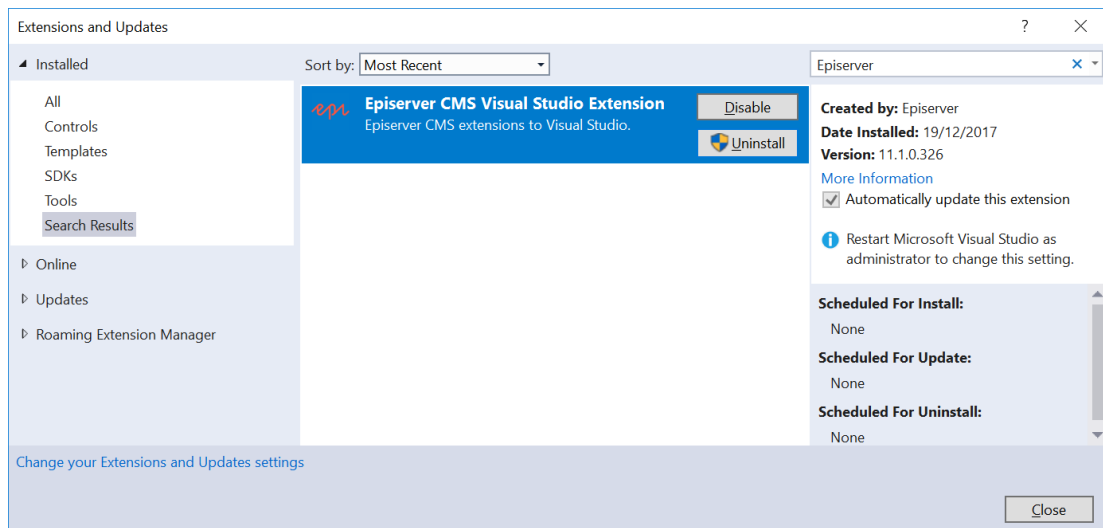 Extensions and Updates
?
Installed
All
Controls
Templates
SDKs
Tools
Search Results
Online
Updates
Roaming Extension Manager
Sort by: Most Recent
epi
Episerver CMS Visual Studio Extension
Episerver CMS extensions to Visual Studio.
Disable
Uninstall
Episerver
Created by: Episerver
Date Installed: 19/12/2017
Version: 11.1.0.326
More Information
Automatically update this extension
Restart Microsoft Visual Studio as
administrator to change this setting.
Scheduled For Install:
None
Scheduled For Update:
None
Scheduled For Uninstall:
None
Change your Extensions and Updates settings
Close